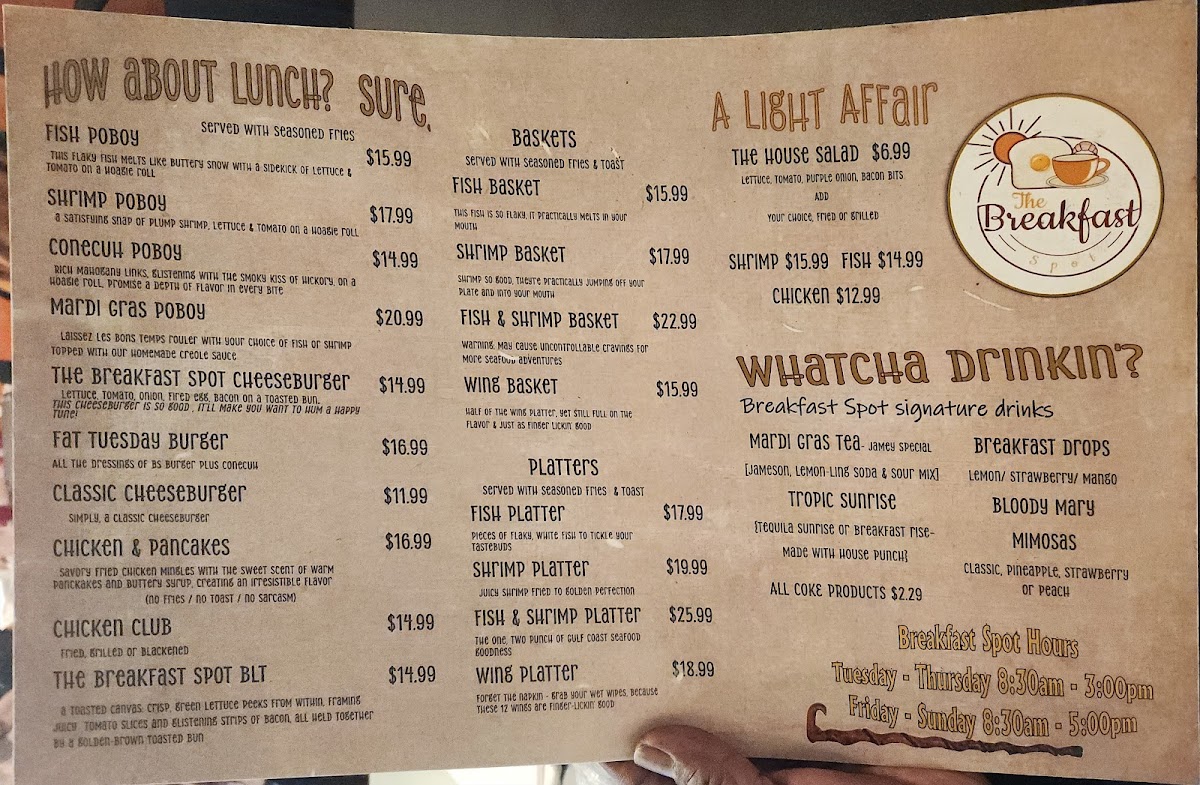 HOW ABOUT LUNCH? SURE.
SERVED WITH SEASONED FRIES
FISH POBOY $15.99
THIS FLAKY FISH MELTS LIKE BUTTERY SNOW WITH A SIDEKICK OF LETTUCE &
TOMATO ON A HOAGIE ROLL
SHRIMP POBOY $17.99
A SATISFYING SNAP OF PLUMP SHRIMP, LETTUCE & TOMATO ON A HOAGIE ROLL
CONECUH POBOY $14.99
RICH MAHOGANY LINKS, GLISTENING WITH THE SMOKY KISS OF HICKORY, ON A
HOAGIE ROLL, PROMISE A DEPTH OF FLAVOR IN EVERY BITE
MARDI GRAS POBOY $20.99
LAISSEZ LES BONS TEMPS ROULER WITH YOUR CHOICE OF FISH OR SHRIMP
TOPPED WITH OUR HOMEMADE CREOLE SAUCE
THE BREAKFAST SPOT CHEESEBURGER $14.99
LETTUCE, TOMATO, ONION, FIRED EGG, BACON ON A TOASTED BUN.
THIS CHEESEBURGER IS SO GOOD , IT'LL MAKE YOU WANT TO HUM A HAPPY
TUNE!
FAT TUESDAY BURGER $16.99
ALL THE DRESSINGS OF BS BURGER PLUS CONECUH
CLASSIC CHEESEBURGER $11.99
SIMPLY, A CLASSIC CHEESEBURGER
CHICKEN & PANCAKES $16.99
SAVORY FRIED CHICKEN MINGLES WITH THE SWEET SCENT OF WARM
PANCKAKES AND BUTTERY SYRUP, CREATING AN IRRESISTIBLE FLAVOR
(NO FRIES / NO TOAST / NO SARCASM)
CHICKEN CLUB $14.99
FRIED, GRILLED OR BLACKENED
THE BREAKFAST SPOT BLT $14.99
A TOASTED CANVAS, CRISP, GREEN LETTUCE PEEKS FROM WITHIN, FRAMING
JUICY TOMATO SLICES AND GLISTENING STRIPS OF BACON, ALL HELD TOGETHER
BY A GOLDEN-BROWN TOASTED BUN
BASKETS
SERVED WITH SEASONED FRIES & TOAST
FISH BASKET $15.99
THIS FISH IS SO FLAKY, IT PRACTICALLY MELTS IN YOUR
MOUTH
SHRIMP BASKET $17.99
SHRIMP SO GOOD, THEY'RE PRACTICALLY JUMPING OFF YOUR
PLATE AND INTO YOUR MOUTH
FISH & SHRIMP BASKET $22.99
WARNING, MAY CAUSE UNCONTROLLABLE CRAVINGS FOR
MORE SEAFOOD ADVENTURES
WING BASKET $15.99
HALF OF THE WING PLATTER, YET STILL FULL ON THE
FLAVOR & JUST AS FINGER LICKIN' GOOD
PLATTERS
SERVED WITH SEASONED FRIES & TOAST
FISH PLATTER $17.99
PIECES OF FLAKY, WHITE FISH TO TICKLE YOUR
TASTEBUDS
SHRIMP PLATTER $19.99
JUICY SHRIMP FRIED TO GOLDEN PERFECTION
FISH & SHRIMP PLATTER $25.99
THE ONE, TWO PUNCH OF GULF COAST SEAFOOD
GOODNESS
WING PLATTER $18.99
FORGET THE NAPKIN - GRAB YOUR WET WIPES, BECAUSE
THESE 12 WINGS ARE FINGER-LICKIN' GOOD
A LIGHT AFFAIR
THE HOUSE SALAD $6.99
LETTUCE, TOMATO, PURPLE ONION, BACON BITS
ADD
YOUR CHOICE, FRIED OR GRILLED
SHRIMP $15.99 FISH $14.99
CHICKEN $12.99
The
Breakfast
Spot
WHATCHA DRINKIN'?
Breakfast Spot signature drinks
MARDI GRAS TEA- JAMEY SPECIAL
[JAMESON, LEMON-LING SODA & SOUR MIX]
TROPIC SUNRISE
{TEQUILA SUNRISE OR BREAKFAST RISE-
MADE WITH HOUSE PUNCH}
BREAKFAST DROPS
LEMON/ STRAWBERRY/ MANGO
BLOODY MARY
MIMOSAS
CLASSIC, PINEAPPLE, STRAWBERRY
OR PEACH
ALL COKE PRODUCTS $2.29
Breakfast Spot Hours
Tuesday - Thursday 8:30am - 3:00pm
Friday - Sunday 8:30am - 5:00pm